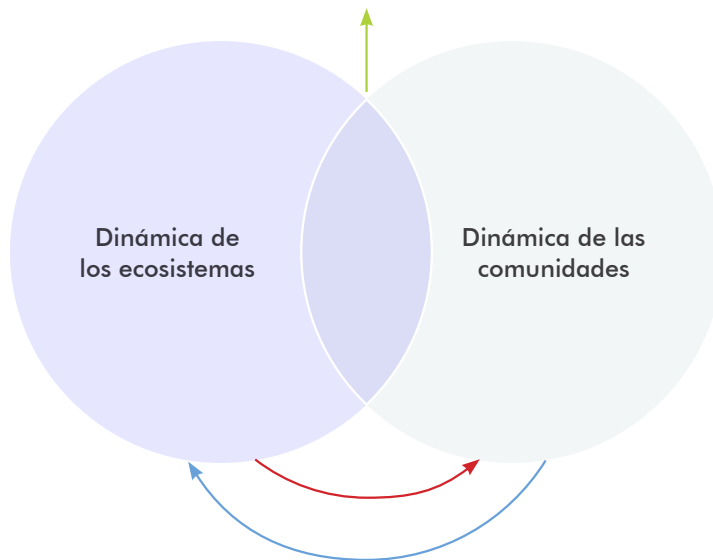 Dinámica de
los ecosistemas
Dinámica de las
comunidades